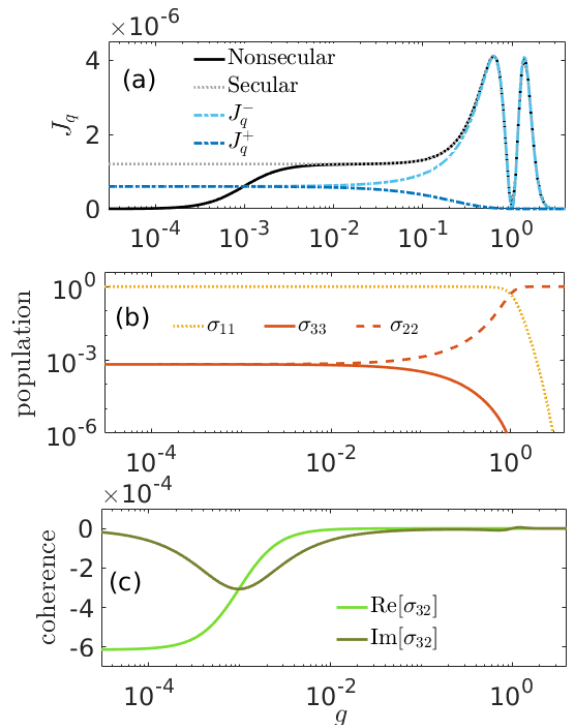 ×10⁻⁶
(a)
Nonsecular
Secular
J_q^-
J_q^+
J_q
4
2
0
10⁻⁴ 10⁻³ 10⁻² 10⁻¹ 10⁰
(b)
σ₁₁ σ₃₃ σ₂₂
population
10⁰
10⁻³
10⁻⁶
10⁻⁴ 10⁻² 10⁰
×10⁻⁴
(c)
Re[σ₃₂]
Im[σ₃₂]
coherence
0
-2
-4
-6
10⁻⁴ 10⁻² 10⁰
g